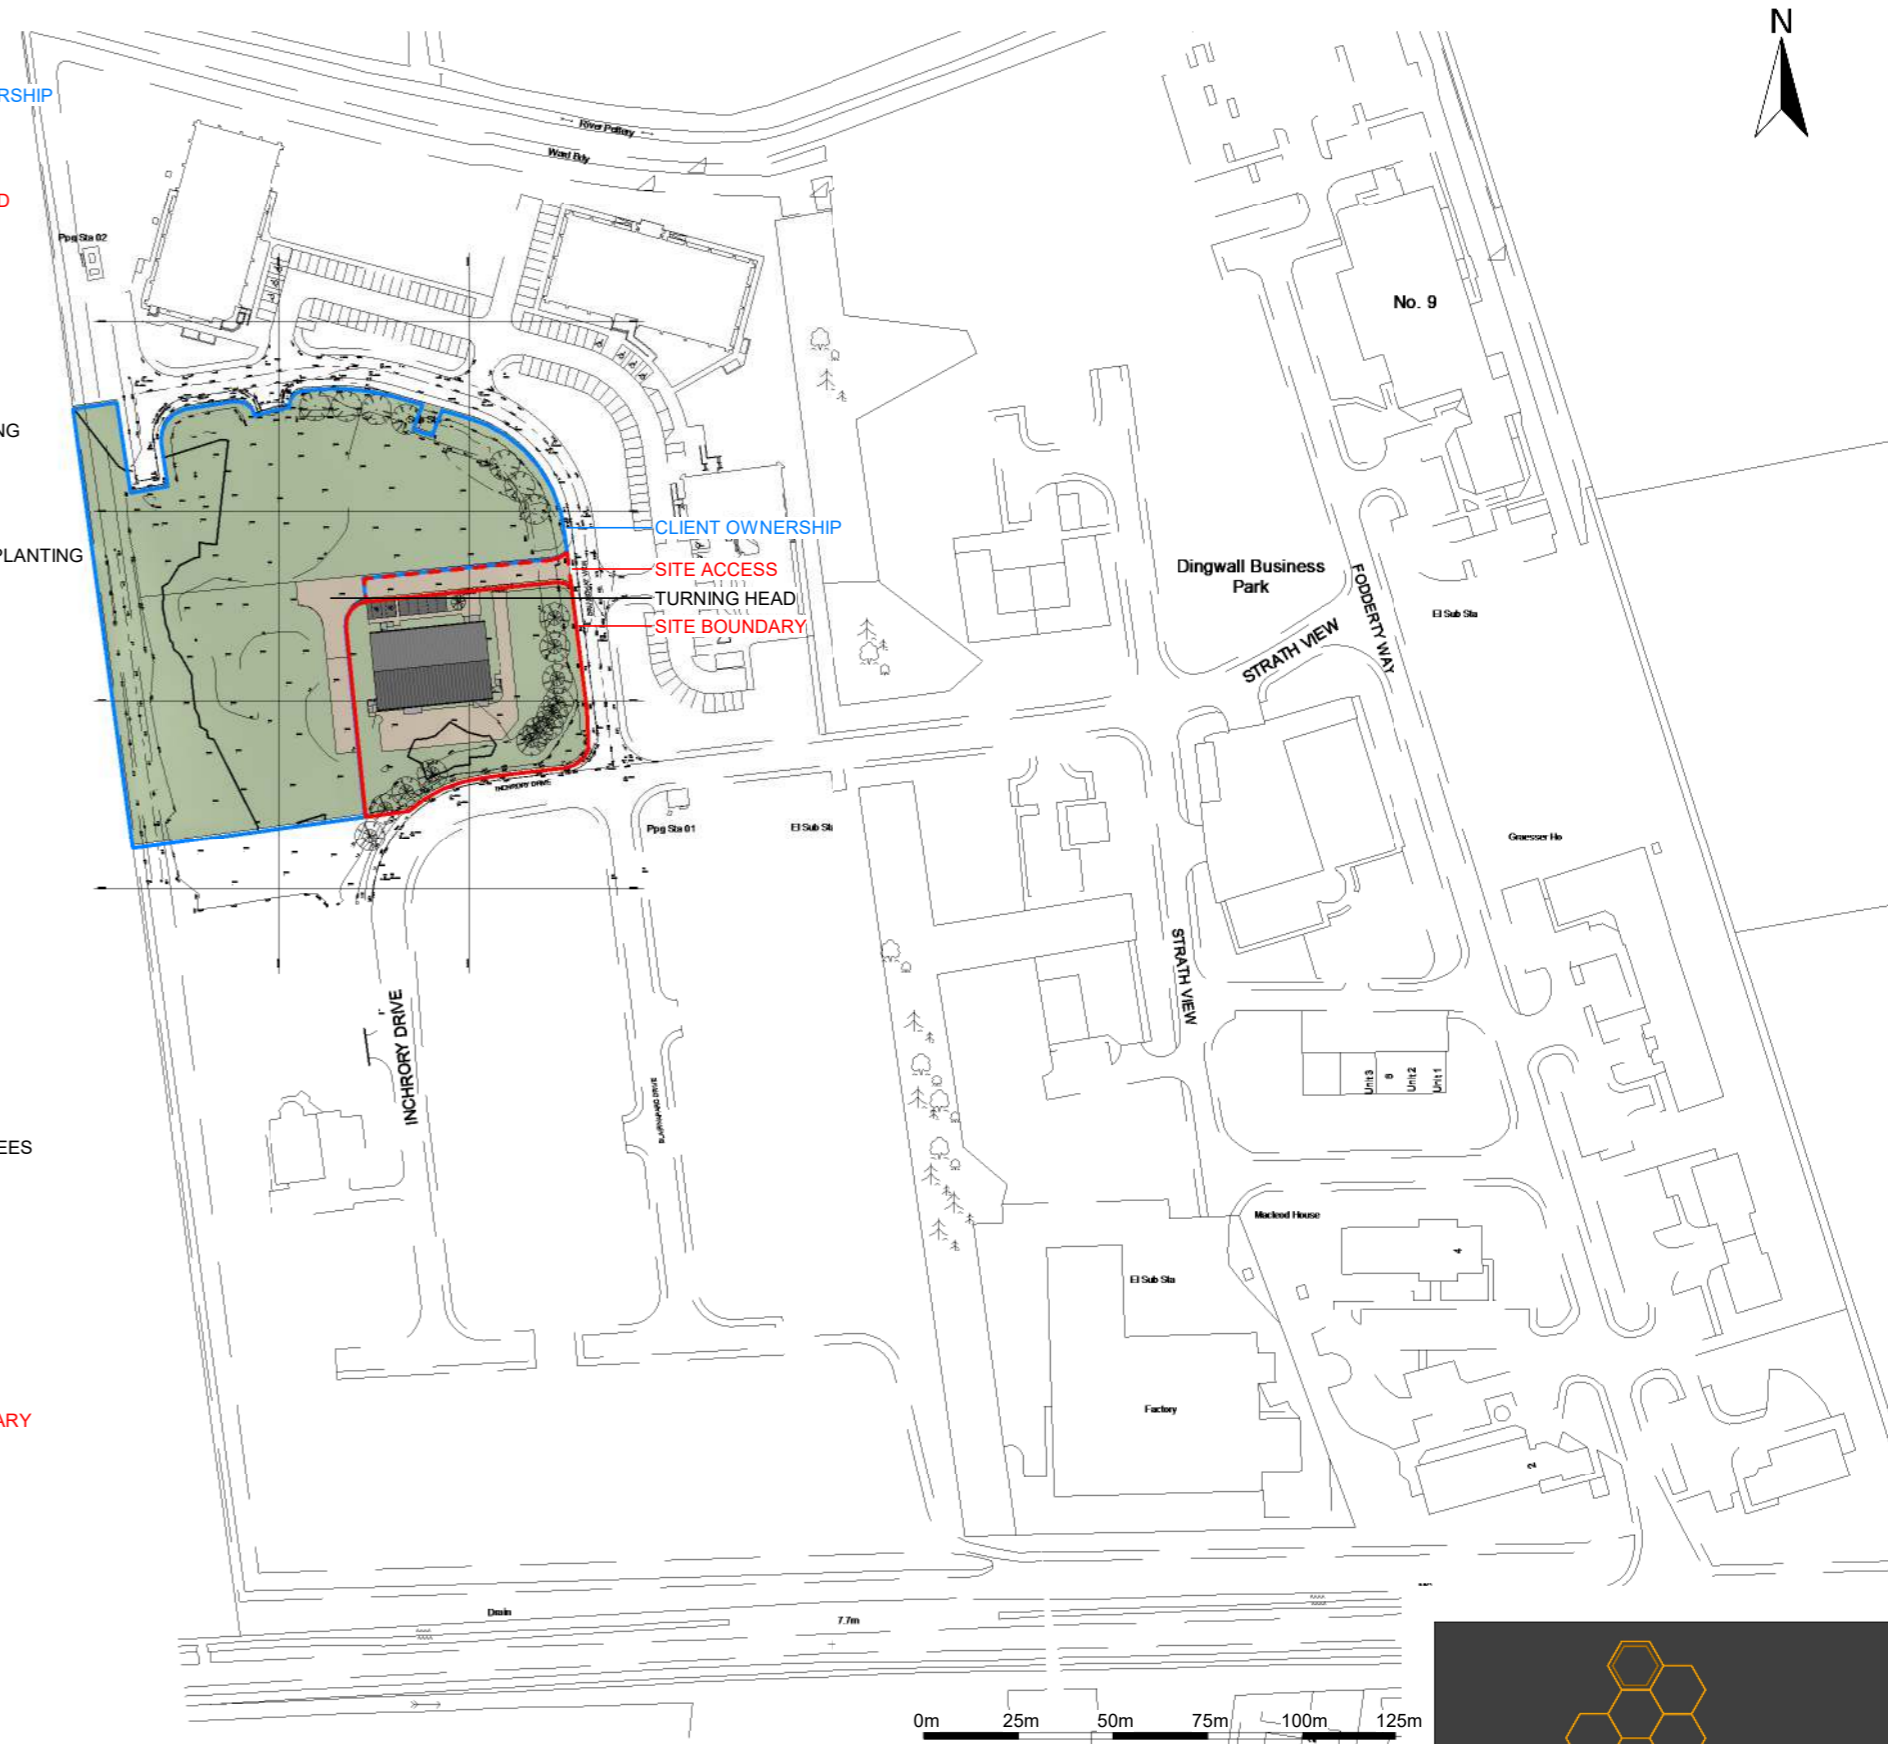 N
RSHIP
D
River Peffery
Ward Bdy
Ppg Sta 02
No. 9
NG
PLANTING
CLIENT OWNERSHIP
SITE ACCESS
TURNING HEAD
SITE BOUNDARY
Dingwall Business
Park
FODDERTY WAY
El Sub Sta
STRATH VIEW
INCHRORY DRIVE
Ppg Sta 01
El Sub Sta
Graesser Ho
STRATH VIEW
INCHRORY DRIVE
Unit 3
8
Unit 2
Unit 1
EES
Macleod House
4
El Sub Sta
ARY
Factory
2
Drain
7.7m
0m 25m 50m 75m 100m 125m